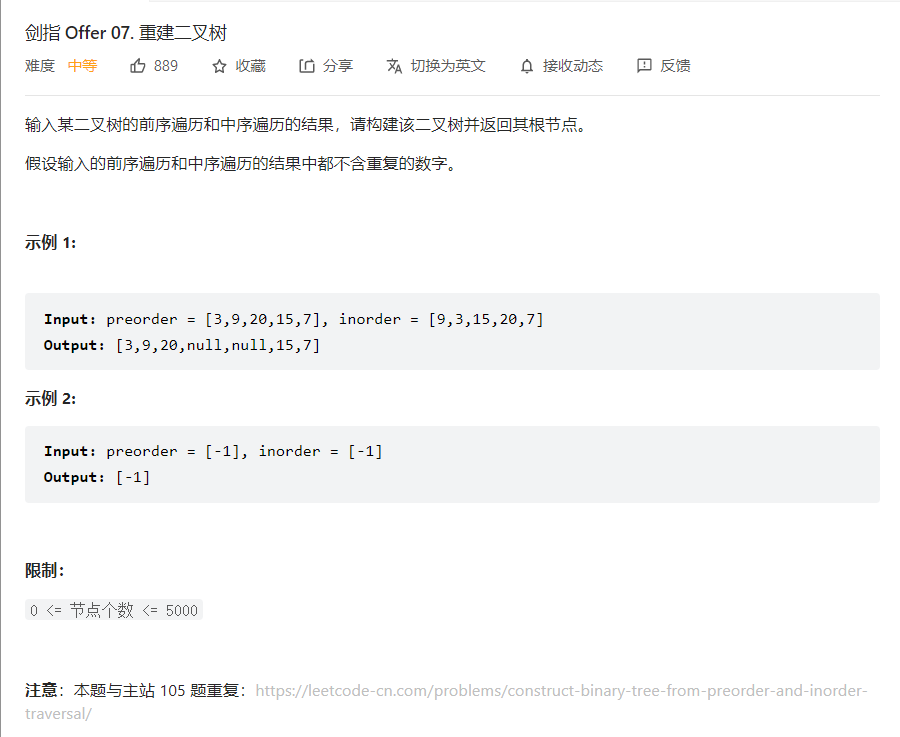 剑指 Offer 07. 重建二叉树
难度 中等 889 收藏 分享 切换为英文 接收动态 反馈
输入某二叉树的前序遍历和中序遍历的结果，请构建该二叉树并返回其根节点。
假设输入的前序遍历和中序遍历的结果中都不含重复的数字。
示例 1:
Input: preorder = [3,9,20,15,7], inorder = [9,3,15,20,7]
Output: [3,9,20,null,null,15,7]
示例 2:
Input: preorder = [-1], inorder = [-1]
Output: [-1]
限制：
0 <= 节点个数 <= 5000
注意：本题与主站 105 题重复：https://leetcode-cn.com/problems/construct-binary-tree-from-preorder-and-inorder-
traversal/